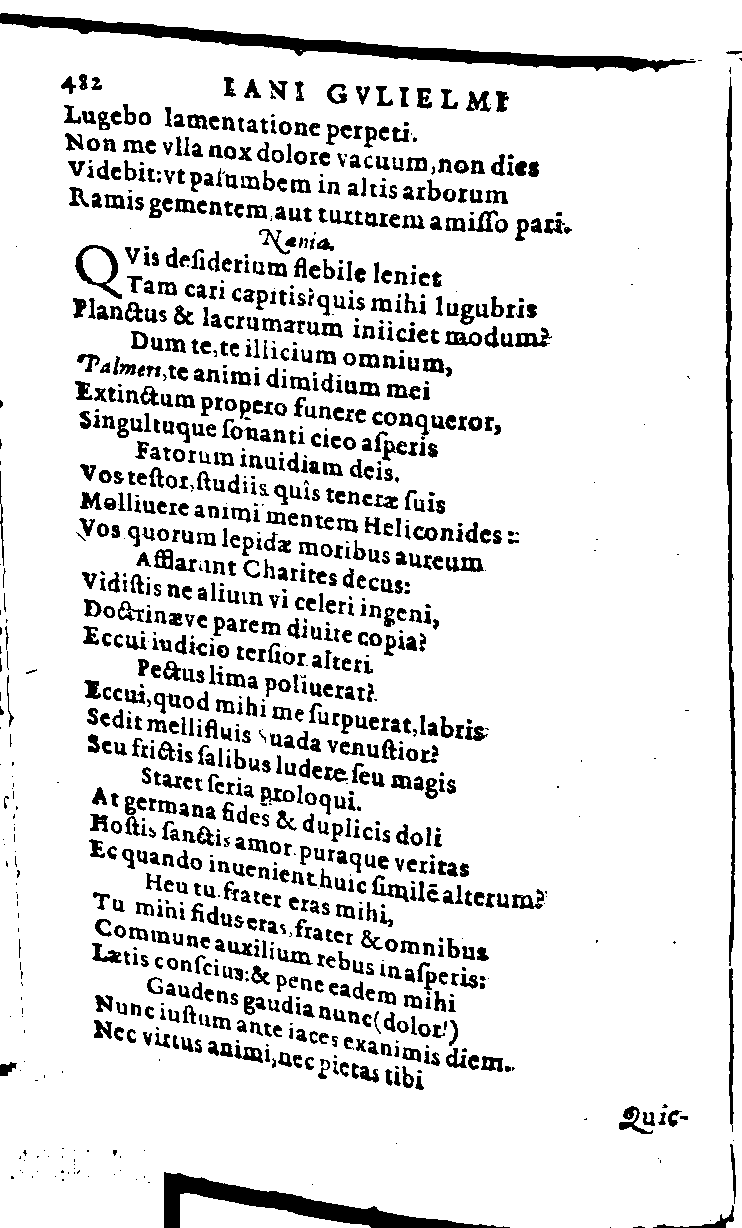 482 IANI GVLIELMI
Lugebo lamentatione perpeti.
Non me vlla nox dolore vacuum, non dies
Videbit: vt palumbem in altis arborum
Ramis gementem, aut turturem amiſſo pari.
Nænia.
QVis deſiderium flebile leniet
Tam cari capitis? quis mihi lugubris
Planctus & lacrumarum iniiciet modum?
Dum te, te illicium omnium,
Palmeri, te animi dimidium mei
Extinctum propero funere conqueror,
Singultuque ſonanti cieo aſperis
Fatorum inuidiam deis.
Vos teſtor, ſtudiis quîs teneræ ſuis
Molliuere animi mentem Heliconides:
Vos quorum lepidæ moribus aureum
Afflarunt Charites decus:
Vidiſtis ne alium vi celeri ingeni,
Doctrinæve parem diuite copia?
Eccui iudicio terſior alteri
Pectus lima poliuerat?
Eccui, quod mihi me ſurpuerat, labris
Sedit mellifluis Suada venuſtior?
Seu frictis ſalibus ludere, ſeu magis
Staret ſeria proloqui.
At germana fides & duplicis doli
Hoſtis ſanctis amor, puraque veritas
Ecquando inuenient huic ſimilē alterum?
Heu tu frater eras mihi,
Tu mihi fidus eras, frater & omnibus
Commune auxilium rebus in aſperis:
Lætis conſcius: & pene eadem mihi
Gaudens gaudia nunc (dolor!)
Nunc iuſtum ante iaces exanimis diem.
Nec virtus animi, nec pietas tibi
Quic-